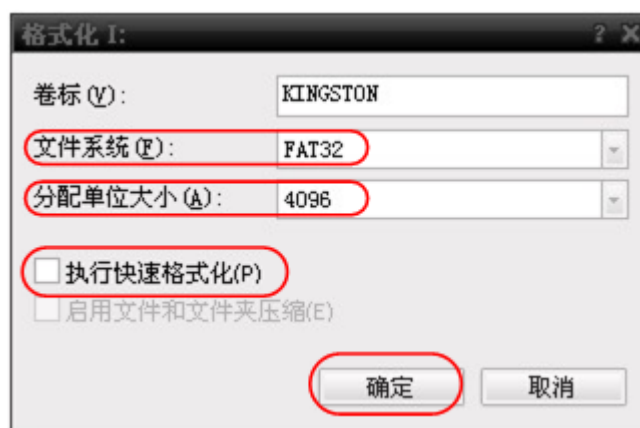 格式化 I:
卷标(V): KINGSTON
文件系统(F): FAT32
分配单位大小(A): 4096
执行快速格式化(P)
启用文件和文件夹压缩(E)
确定 取消